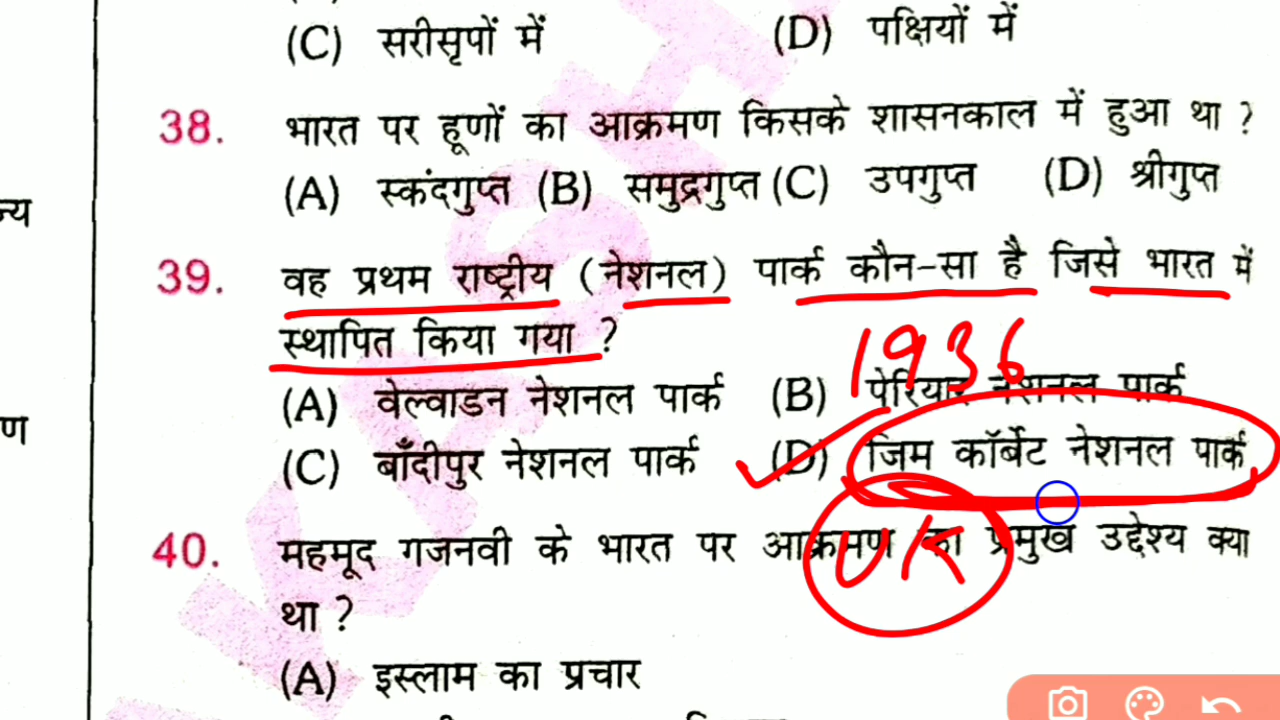 (C) सरीसृपों में (D) पक्षियों में
38. भारत पर हूणों का आक्रमण किसके शासनकाल में हुआ था ?
(A) स्कंदगुप्त (B) समुद्रगुप्त (C) उपगुप्त (D) श्रीगुप्त
39. वह प्रथम राष्ट्रीय (नेशनल) पार्क कौन-सा है जिसे भारत में
स्थापित किया गया ?
1936
(A) वेल्वाडन नेशनल पार्क (B) पेरियार नेशनल पार्क
(C) बाँदीपुर नेशनल पार्क (D) जिम कॉर्बेट नेशनल पार्क
UK
40. महमूद गजनवी के भारत पर आक्रमण का प्रमुख उद्देश्य क्या
था ?
(A) इस्लाम का प्रचार